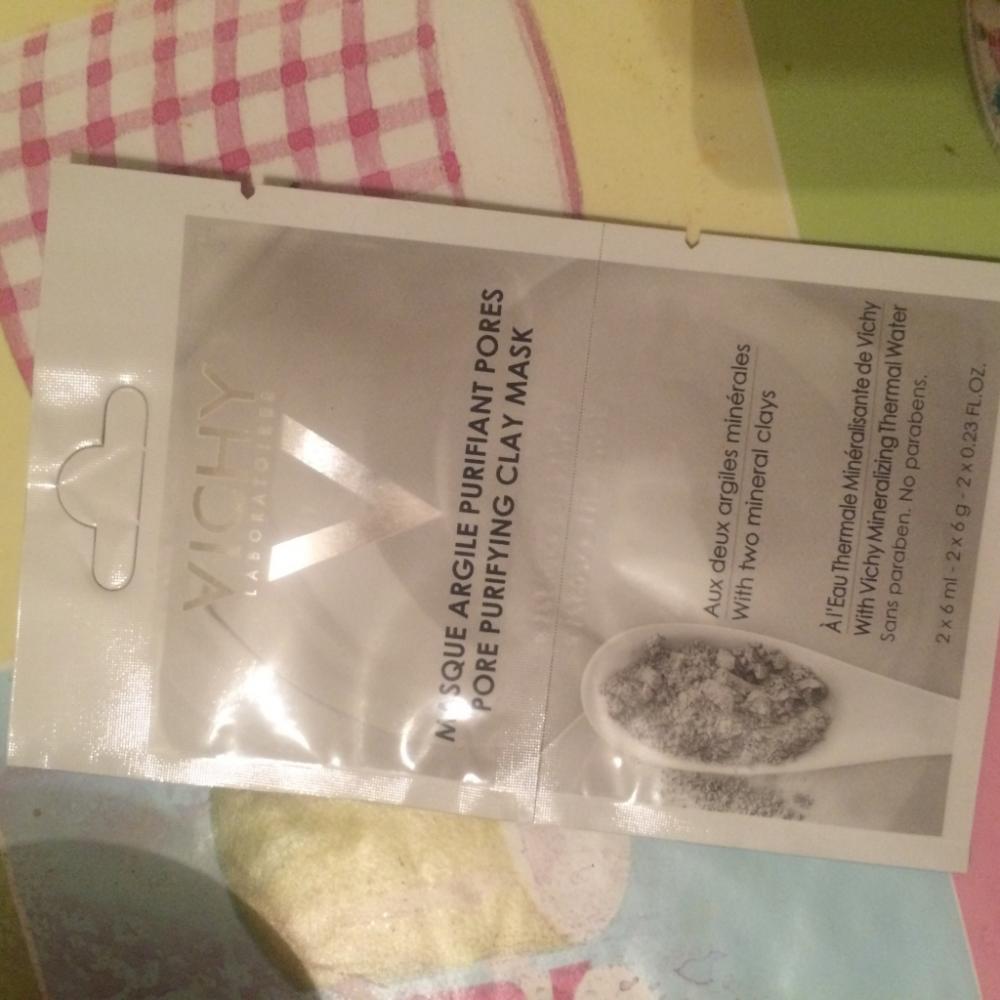 VICHY
LABORATOIRES
MASQUE ARGILE PURIFIANT PORES
PORE PURIFYING CLAY MASK
Aux deux argiles minérales
With two mineral clays
À l'Eau Thermale Minéralisante de Vichy
With Vichy Mineralizing Thermal Water
Sans paraben. No parabens.
2 x 6 ml - 2 x 6 g - 2 x 0.23 FL.OZ.